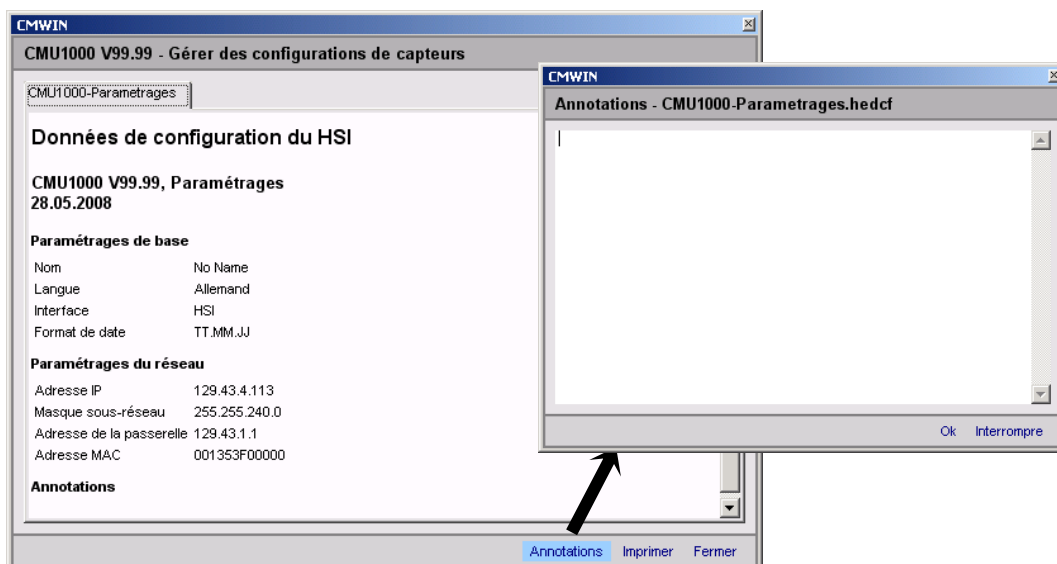 CMWIN
CMU1000 V99.99 - Gérer des configurations de capteurs
CMU1000-Parametrages
Données de configuration du HSI
CMU1000 V99.99, Paramétrages
28.05.2008
Paramétrages de base
Nom No Name
Langue Allemand
Interface HSI
Format de date TT.MM.JJ
Paramétrages du réseau
Adresse IP 129.43.4.113
Masque sous-réseau 255.255.240.0
Adresse de la passerelle 129.43.1.1
Adresse MAC 001353F00000
Annotations
Annotations Imprimer Fermer
CMWIN
Annotations - CMU1000-Parametrages.hedcf
Ok Interrompre